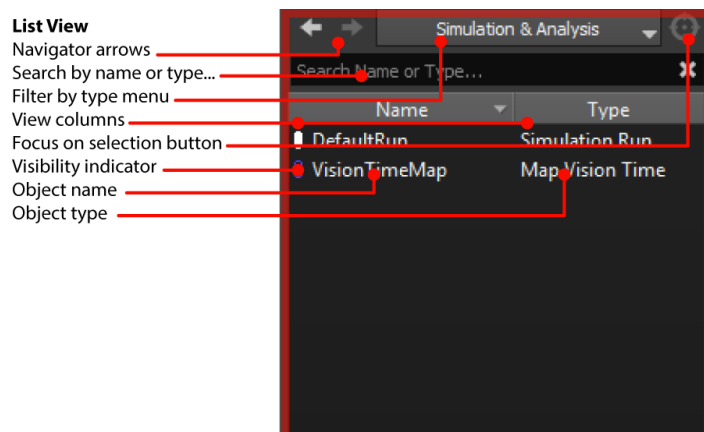 List View
Navigator arrows
Search by name or type...
Filter by type menu
View columns
Focus on selection button
Visibility indicator
Object name
Object type
Simulation & Analysis
Search Name or Type...
Name Type
DefaultRun Simulation Run
VisionTimeMap Map Vision Time